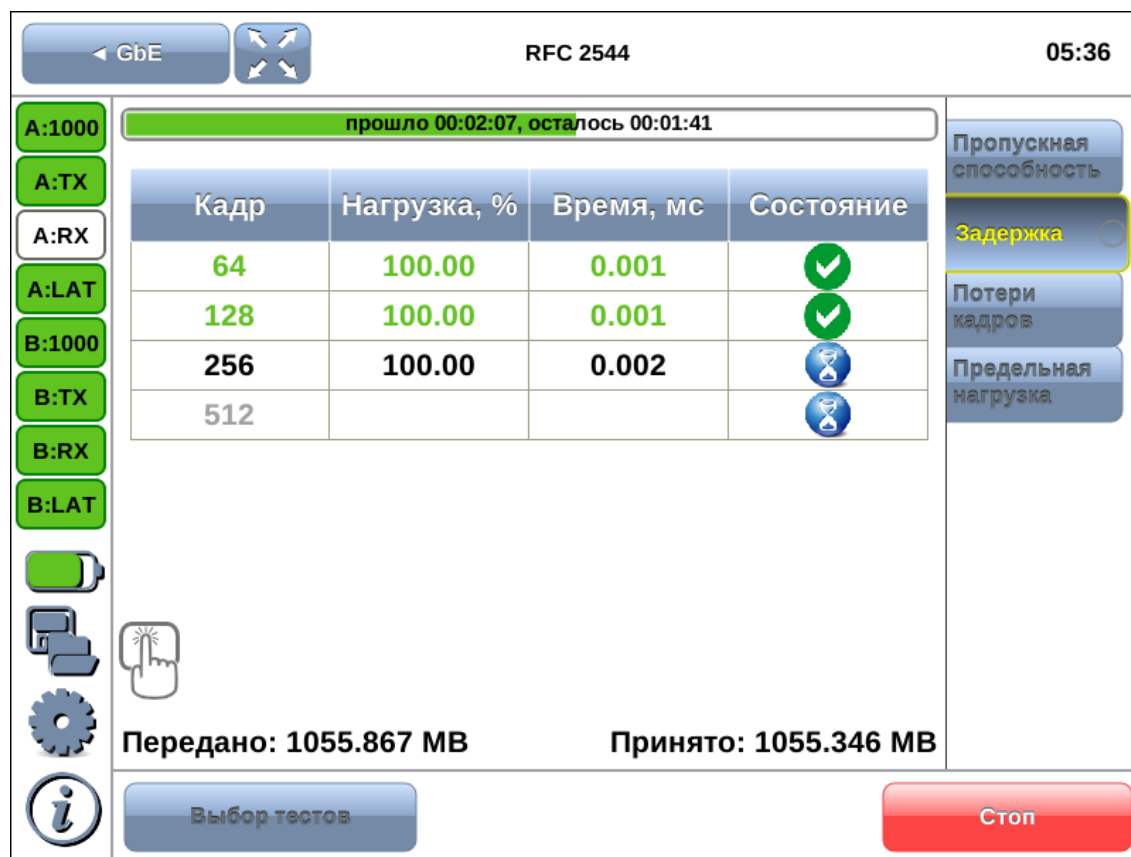 ◄ GbE
RFC 2544
05:36
A:1000
A:TX
A:RX
A:LAT
B:1000
B:TX
B:RX
B:LAT
прошло 00:02:07, осталось 00:01:41
Кадр Нагрузка, % Время, мс Состояние
64 100.00 0.001
128 100.00 0.001
256 100.00 0.002
512
Передано: 1055.867 MB
Принято: 1055.346 MB
Пропускная
способность
Задержка
Потери
кадров
Предельная
нагрузка
i
Выбор тестов
Стоп